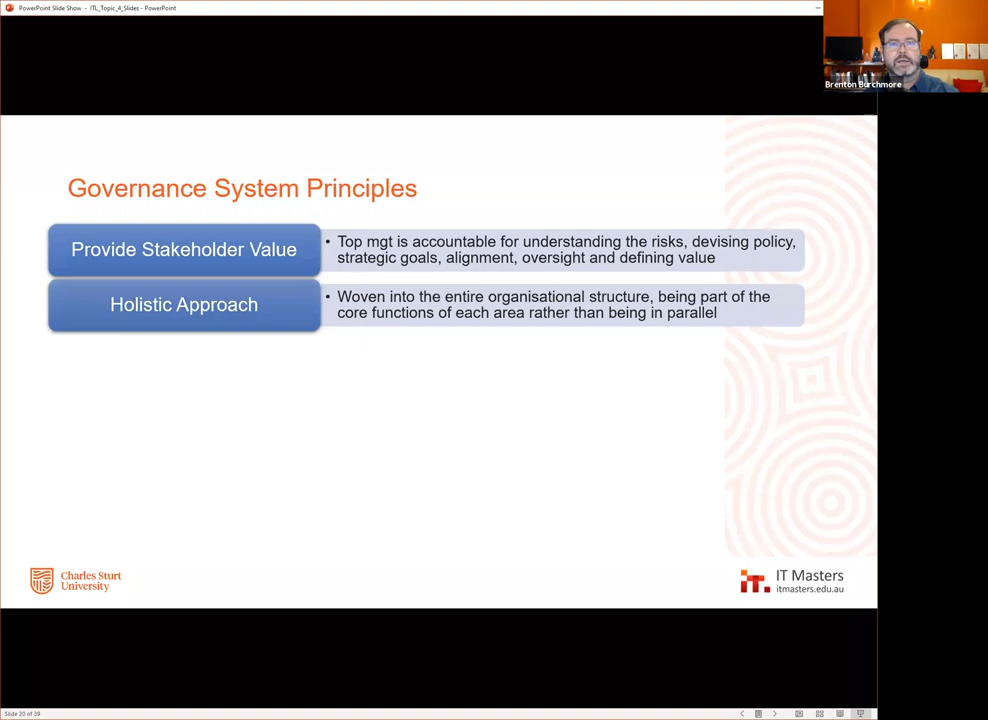 PowerPoint Slide Show - ITL_Topic_4_Slides - PowerPoint
Brenton Burchmore
Governance System Principles
Provide Stakeholder Value
• Top mgt is accountable for understanding the risks, devising policy,
strategic goals, alignment, oversight and defining value
Holistic Approach
• Woven into the entire organisational structure, being part of the
core functions of each area rather than being in parallel
Charles Sturt
University
IT Masters
itmasters.edu.au
Slide 20 of 39